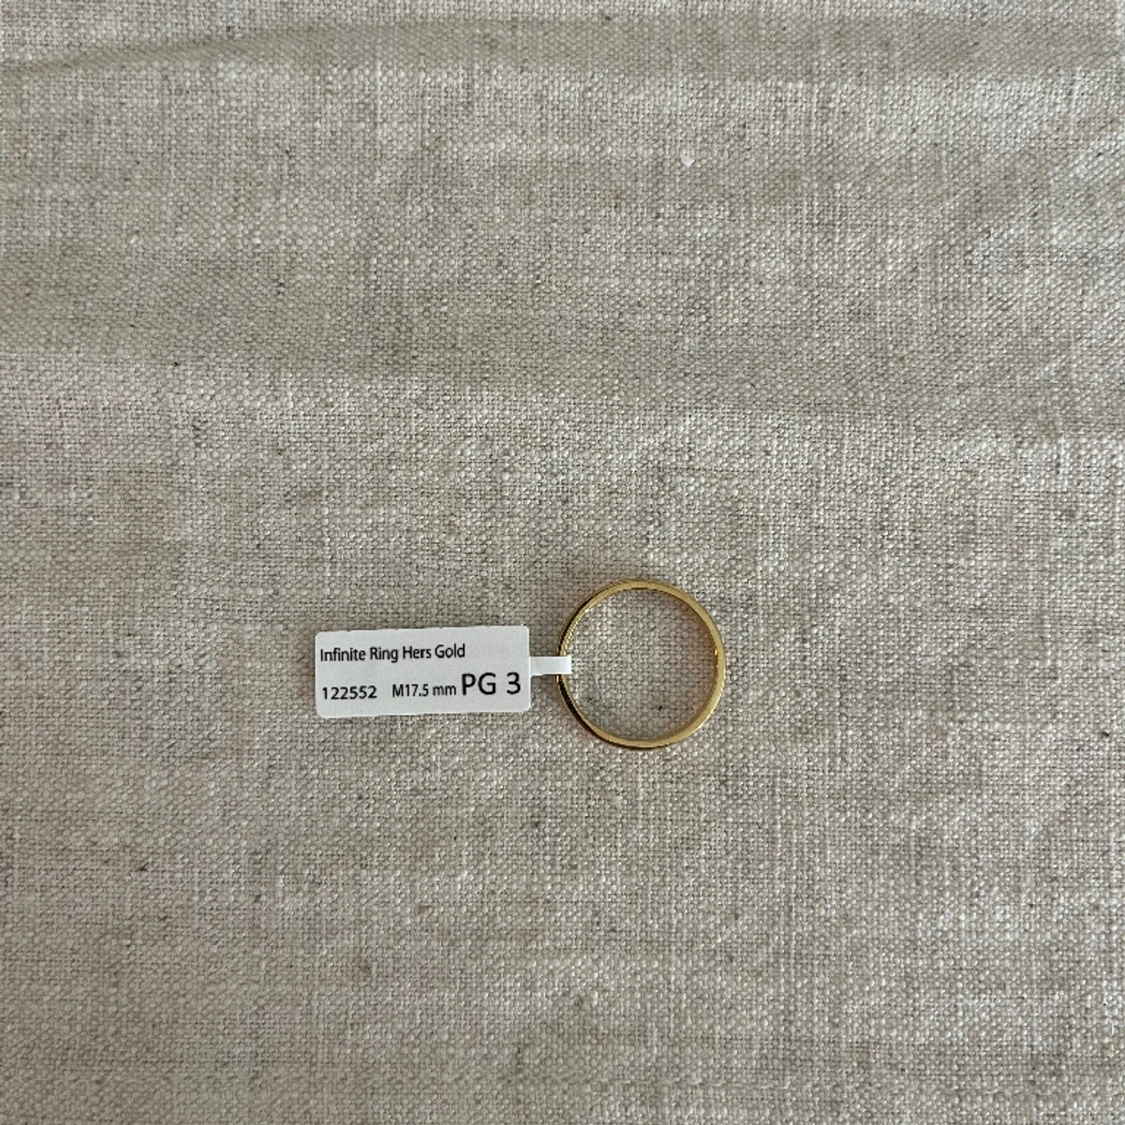 Infinite Ring Hers Gold
122552 M17.5 mm PG 3